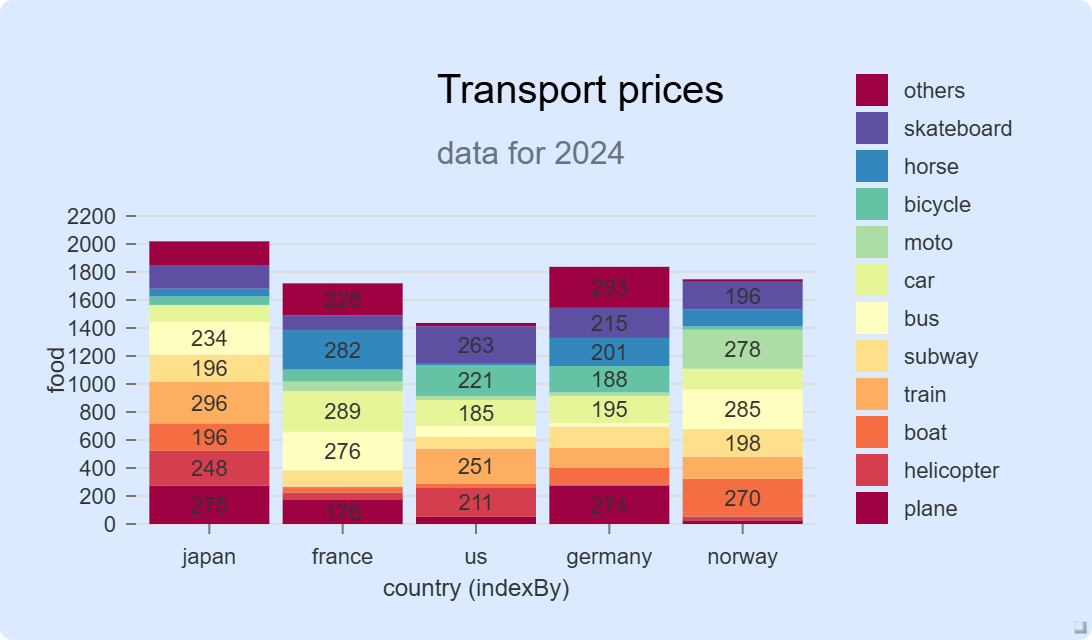 Transport prices
data for 2024
others
skateboard
horse
bicycle
moto
car
bus
subway
train
boat
helicopter
plane
food
2200
2000
1800
1600
1400
1200
1000
800
600
400
200
0
234
196
296
196
248
275
228
282
289
276
176
263
221
185
251
211
293
215
201
188
195
274
196
278
285
198
270
japan
france
us
germany
norway
country (indexBy)